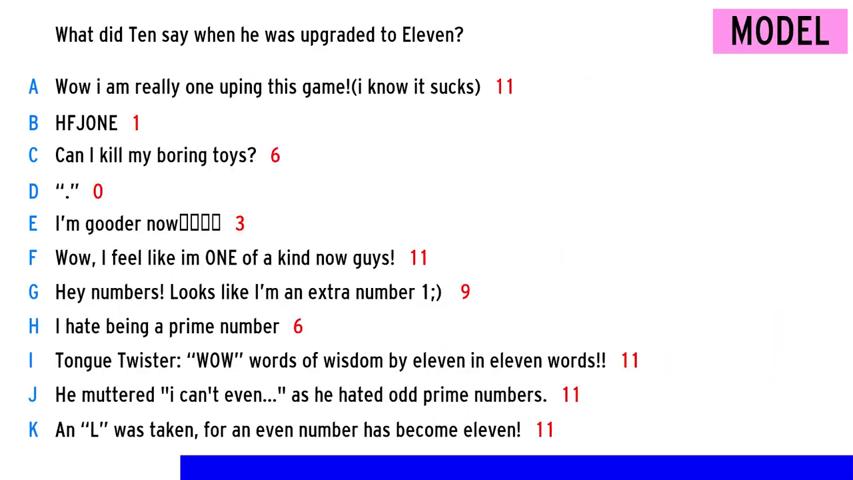 What did Ten say when he was upgraded to Eleven?
MODEL
A Wow i am really one uping this game!(i know it sucks) 11
B HFJONE 1
C Can I kill my boring toys? 6
D “.” 0
E I’m gooder now▯▯▯▯ 3
F Wow, I feel like im ONE of a kind now guys! 11
G Hey numbers! Looks like I’m an extra number 1;) 9
H I hate being a prime number 6
I Tongue Twister: “WOW” words of wisdom by eleven in eleven words!! 11
J He muttered "i can't even..." as he hated odd prime numbers. 11
K An “L” was taken, for an even number has become eleven! 11